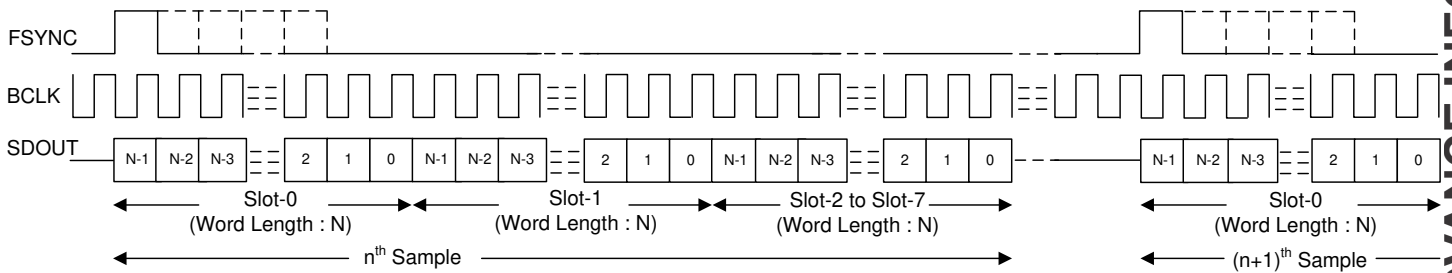 FSYNC
BCLK
SDOUT N-1 N-2 N-3 2 1 0 N-1 N-2 N-3 2 1 0 N-1 N-2 N-3 2 1 0 N-1 N-2 N-3 2 1 0
Slot-0 Slot-1 Slot-2 to Slot-7 Slot-0
(Word Length : N) (Word Length : N) (Word Length : N) (Word Length : N)
nth Sample (n+1)th Sample